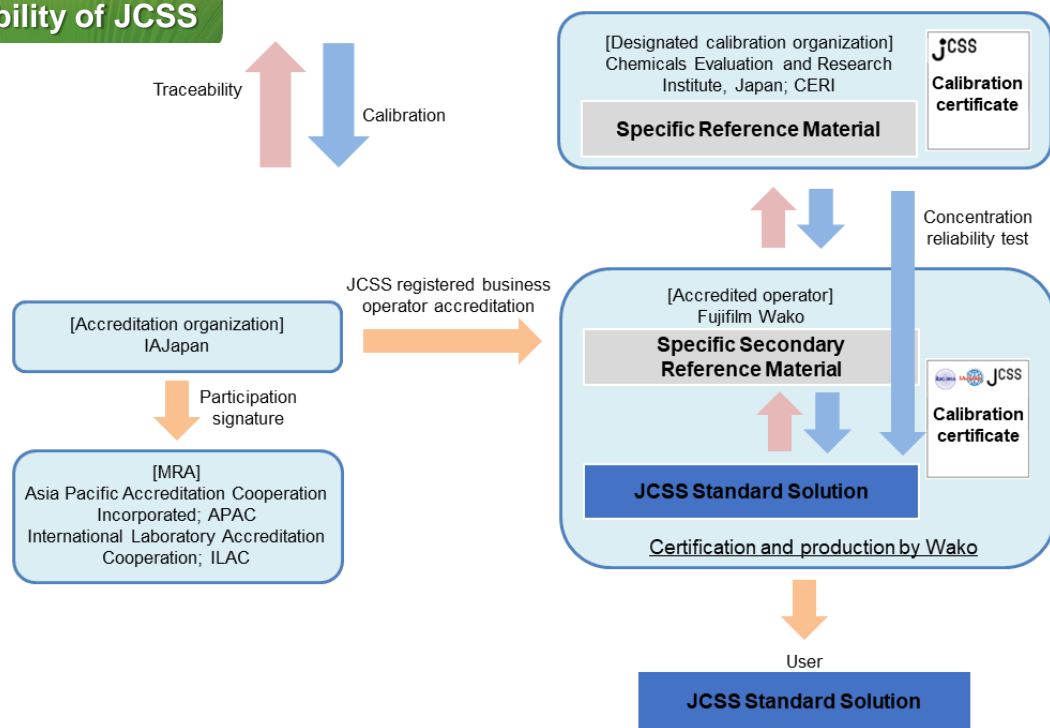 bility of JCSS
Traceability
Calibration
[Designated calibration organization]
Chemicals Evaluation and Research
Institute, Japan; CERI
Specific Reference Material
jcss
Calibration
certificate
Concentration
reliability test
JCSS registered business
operator accreditation
[Accreditation organization]
IAJapan
Participation
signature
[MRA]
Asia Pacific Accreditation Cooperation
Incorporated; APAC
International Laboratory Accreditation
Cooperation; ILAC
[Accredited operator]
Fujifilm Wako
Specific Secondary
Reference Material
JCSS
Calibration
certificate
JCSS Standard Solution
Certification and production by Wako
User
JCSS Standard Solution